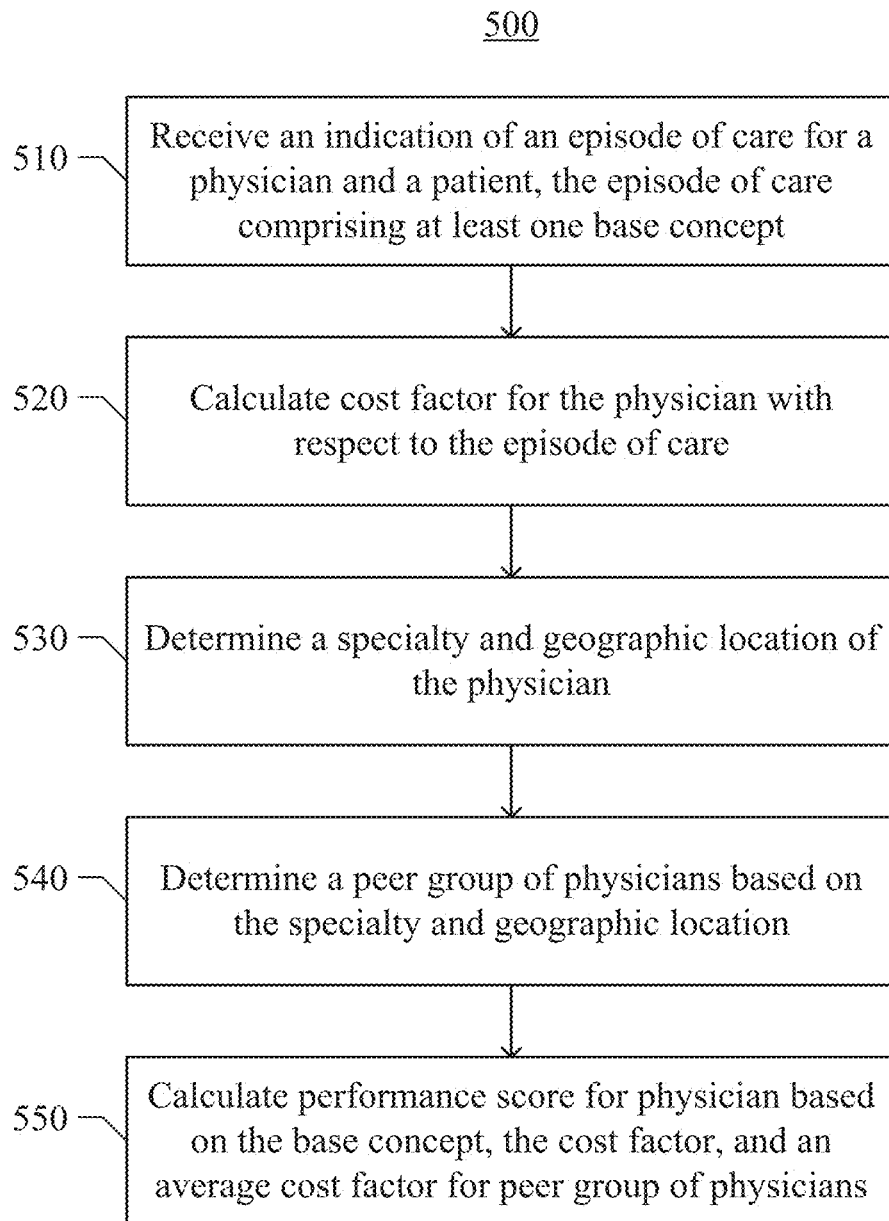 500
510
Receive an indication of an episode of care for a
physician and a patient, the episode of care
comprising at least one base concept
520
Calculate cost factor for the physician with
respect to the episode of care
530
Determine a specialty and geographic location of
the physician
540
Determine a peer group of physicians based on
the specialty and geographic location
550
Calculate performance score for physician based
on the base concept, the cost factor, and an
average cost factor for peer group of physicians